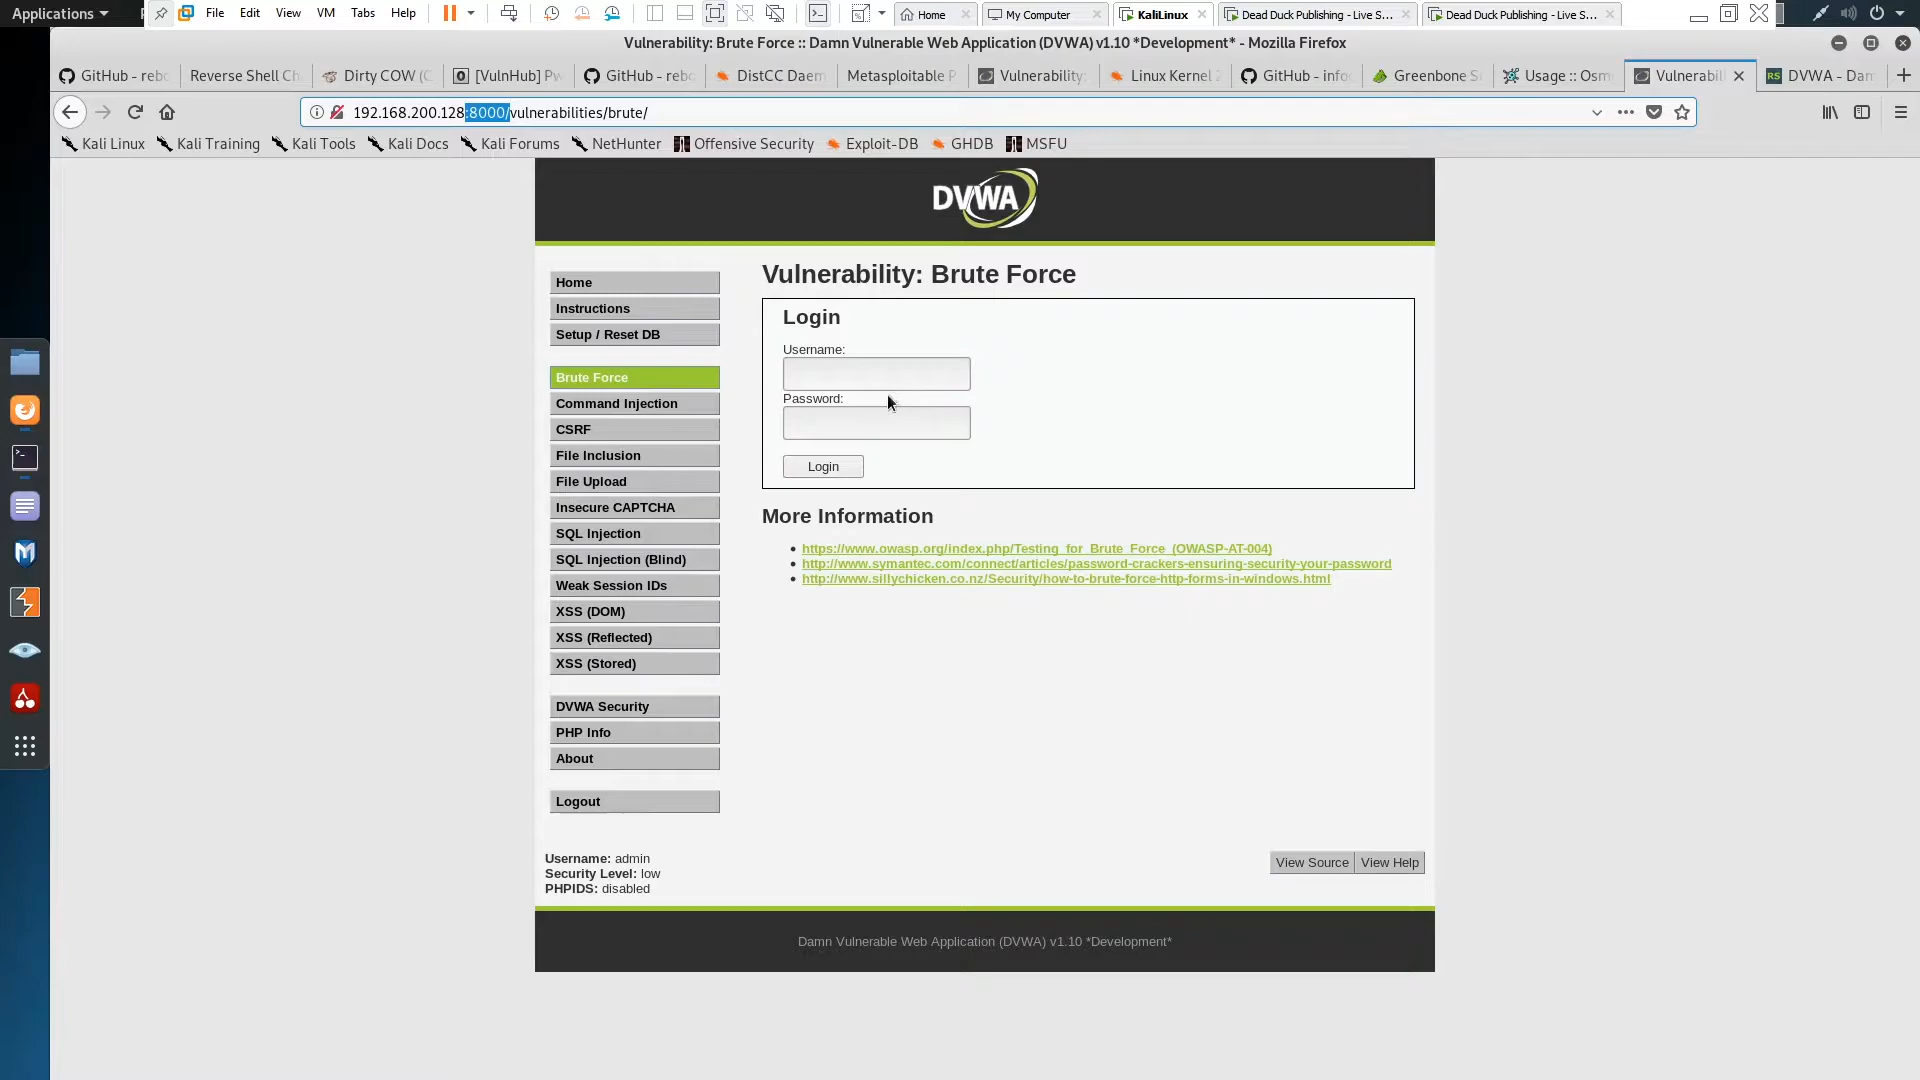 Applications
File Edit View VM Tabs Help
Home
My Computer
KaliLinux
Dead Duck Publishing - Live S...
Dead Duck Publishing - Live S...
Vulnerability: Brute Force :: Damn Vulnerable Web Application (DVWA) v1.10 *Development* - Mozilla Firefox
GitHub - rebo
Reverse Shell Ch
Dirty COW (C
[VulnHub] Pw
GitHub - rebo
DistCC Daem
Metasploitable P
Vulnerability:
Linux Kernel 2
GitHub - info
Greenbone S
Usage :: Osm
Vulnerabil
DVWA - Dam
192.168.200.128:8000/vulnerabilities/brute/
Kali Linux Kali Training Kali Tools Kali Docs Kali Forums NetHunter Offensive Security Exploit-DB GHDB MSFU
DVWA
Home
Instructions
Setup / Reset DB
Brute Force
Command Injection
CSRF
File Inclusion
File Upload
Insecure CAPTCHA
SQL Injection
SQL Injection (Blind)
Weak Session IDs
XSS (DOM)
XSS (Reflected)
XSS (Stored)
DVWA Security
PHP Info
About
Logout
Vulnerability: Brute Force
Login
Username:
Password:
Login
More Information
https://www.owasp.org/index.php/Testing_for_Brute_Force_(OWASP-AT-004)
http://www.symantec.com/connect/articles/password-crackers-ensuring-security-your-password
http://www.sillychicken.co.nz/Security/how-to-brute-force-http-forms-in-windows.html
Username: admin
Security Level: low
PHPIDS: disabled
View Source
View Help
Damn Vulnerable Web Application (DVWA) v1.10 *Development*